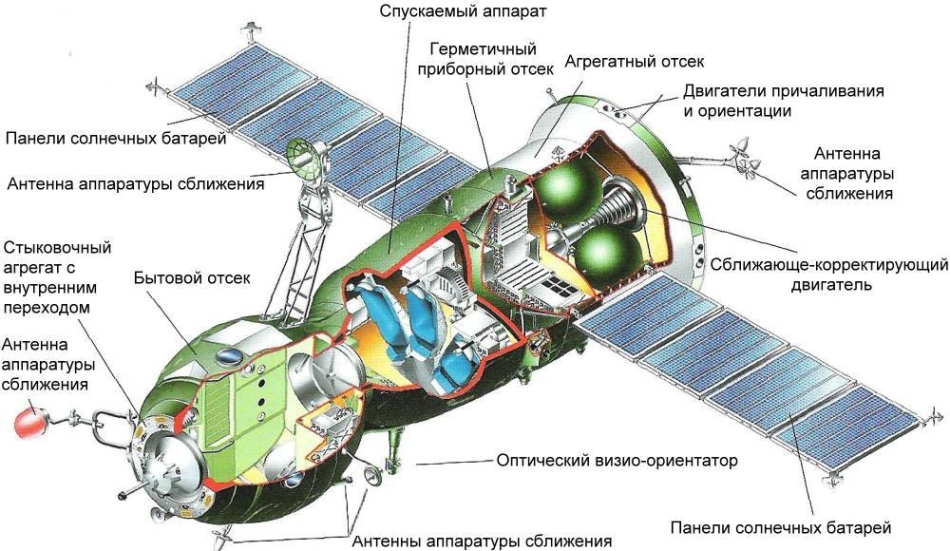 Спускаемый аппарат
Герметичный
приборный отсек
Агрегатный отсек
Двигатели причаливания
и ориентации
Панели солнечных батарей
Антенна аппаратуры сближения
Антенна
аппаратуры
сближения
Стыковочный
агрегат с
внутренним
переходом
Бытовой отсек
Сближающе-корректирующий
двигатель
Антенна
аппаратуры
сближения
Оптический визио-ориентатор
Панели солнечных батарей
Антенны аппаратуры сближения